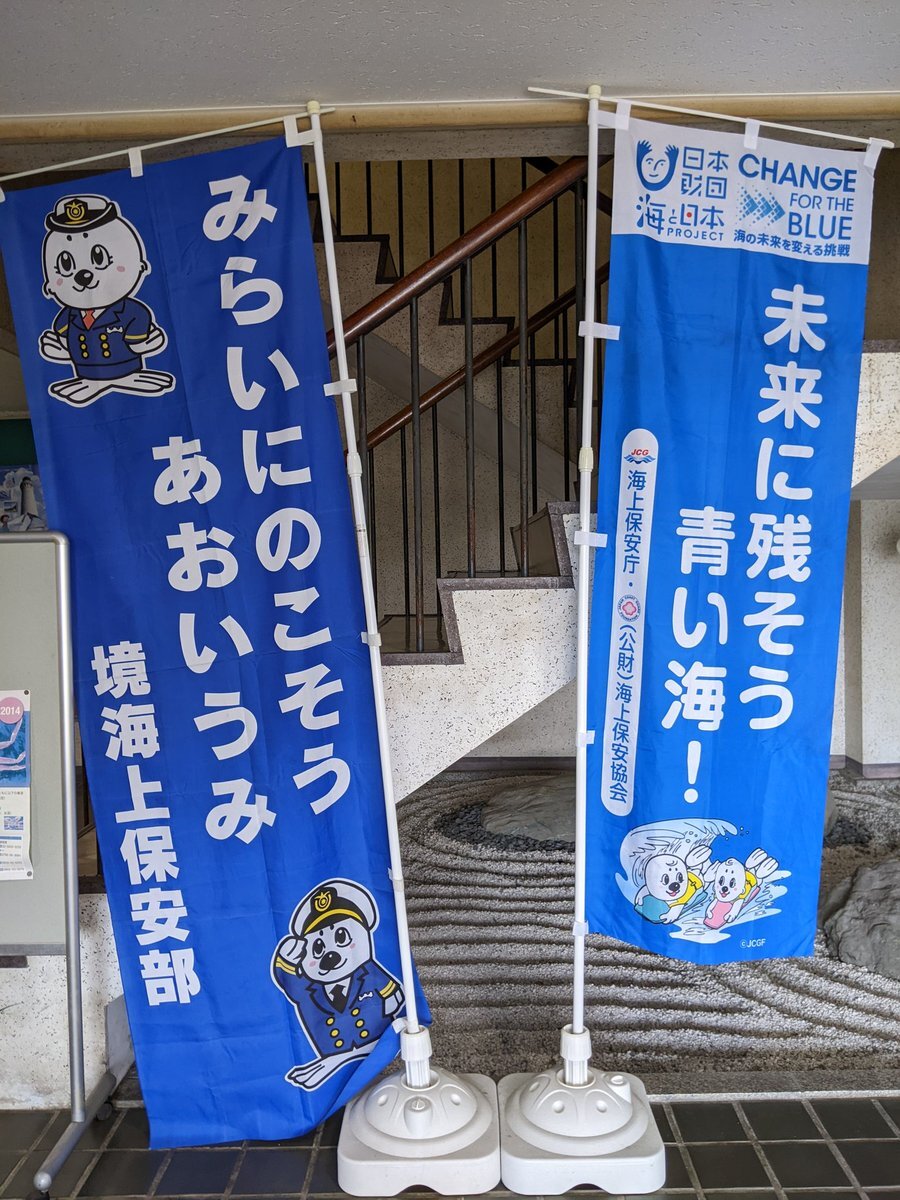 みらいにのこそう
あおいうみ
境海上保安部
日本
財団
海と日本
PROJECT
CHANGE
FOR THE
BLUE
海の未来を変える挑戦
未来に残そう
青い海！
JCG
海上保安庁・(公財)海上保安協会
©JCGF
2014